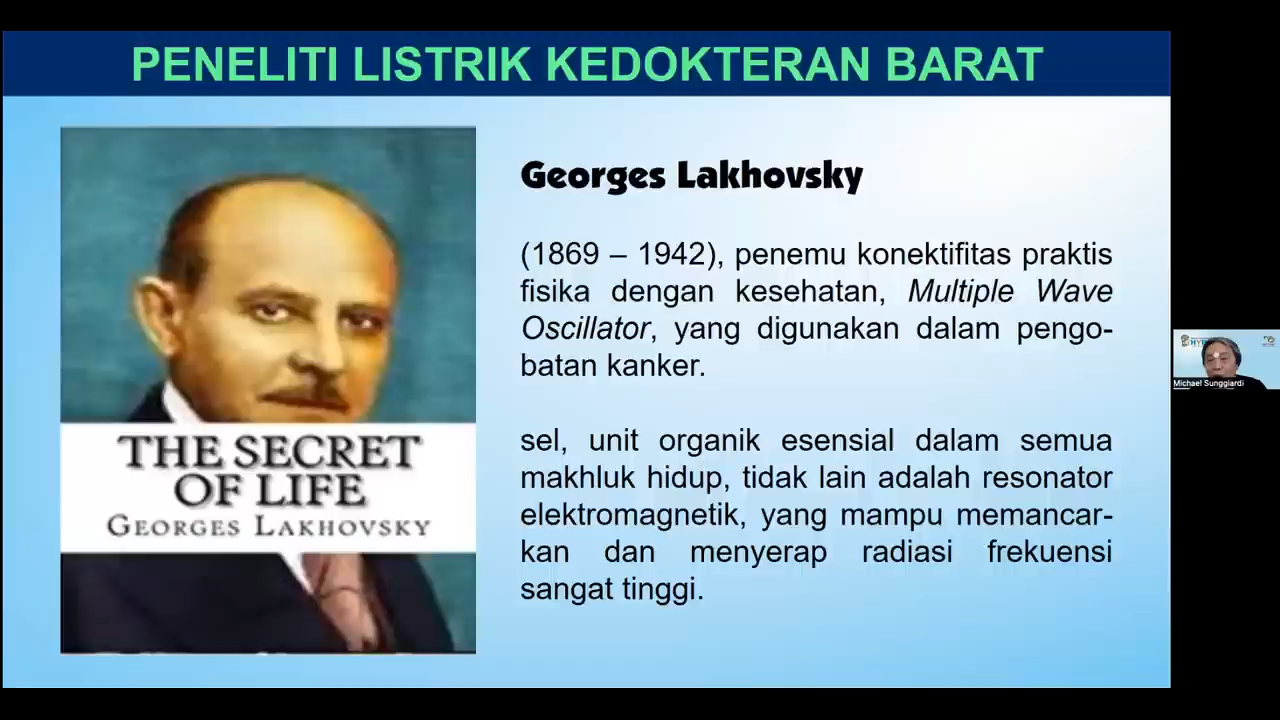 PENELITI LISTRIK KEDOKTERAN BARAT
THE SECRET
OF LIFE
GEORGES LAKHOVSKY
Georges Lakhovsky
(1869 – 1942), penemu konektifitas praktis
fisika dengan kesehatan, Multiple Wave
Oscillator, yang digunakan dalam pengo-
batan kanker.
sel, unit organik esensial dalam semua
makhluk hidup, tidak lain adalah resonator
elektromagnetik, yang mampu memancar-
kan dan menyerap radiasi frekuensi
sangat tinggi.
Michael Sunggiardi